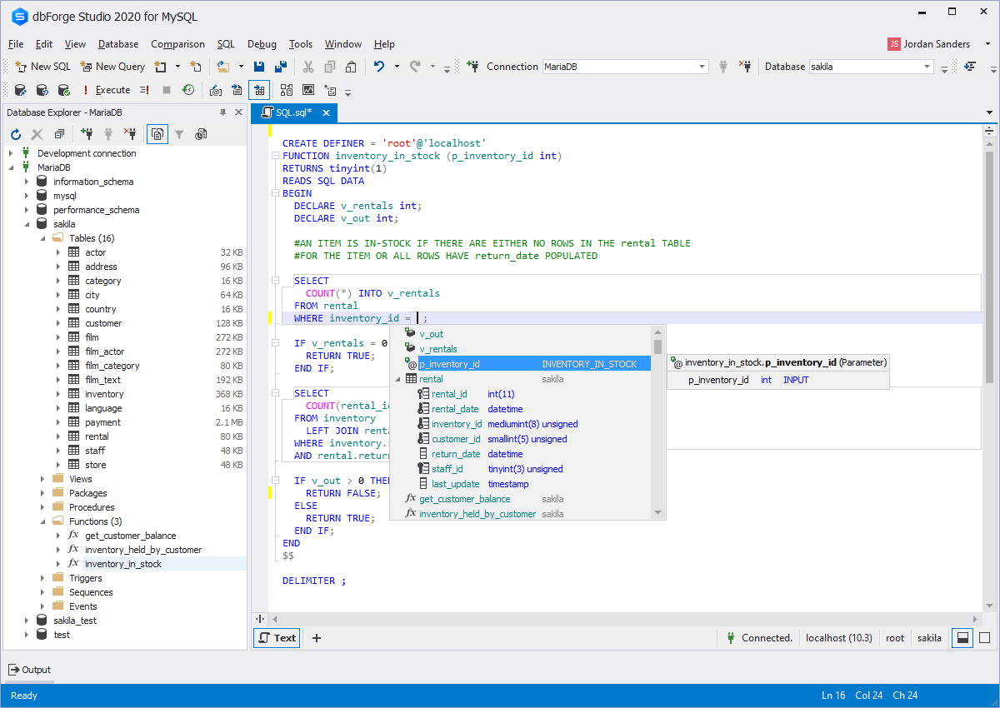 dbForge Studio 2020 for MySQL
File Edit View Database Comparison SQL Debug Tools Window Help
JS Jordan Sanders
New SQL New Query Connection MariaDB Database sakila
Execute
Database Explorer - MariaDB
Development connection
MariaDB
information_schema
mysql
performance_schema
sakila
Tables (16)
actor 32 KB
address 96 KB
category 16 KB
city 64 KB
country 16 KB
customer 128 KB
film 272 KB
film_actor 272 KB
film_category 80 KB
film_text 192 KB
inventory 368 KB
language 16 KB
payment 2.1 MB
rental 80 KB
staff 48 KB
store 48 KB
Views
Packages
Procedures
Functions (3)
fx get_customer_balance
fx inventory_held_by_customer
fx inventory_in_stock
Triggers
Sequences
Events
sakila_test
test
SQL.sql*
CREATE DEFINER = 'root'@'localhost'
FUNCTION inventory_in_stock (p_inventory_id int)
RETURNS tinyint(1)
READS SQL DATA
BEGIN
DECLARE v_rentals int;
DECLARE v_out int;
#AN ITEM IS IN-STOCK IF THERE ARE EITHER NO ROWS IN THE rental TABLE
#FOR THE ITEM OR ALL ROWS HAVE return_date POPULATED
SELECT
COUNT(*) INTO v_rentals
FROM rental
WHERE inventory_id = ;
IF v_rentals = 0
RETURN TRUE;
END IF;
SELECT
COUNT(rental_id
FROM inventory
LEFT JOIN renta
WHERE inventory.
AND rental.retur
IF v_out > 0 THE
RETURN FALSE;
ELSE
RETURN TRUE;
END IF;
END
$$
DELIMITER ;
v_out
v_rentals
p_inventory_id INVENTORY_IN_STOCK
rental sakila
rental_id int(11)
rental_date datetime
inventory_id mediumint(8) unsigned
customer_id smallint(5) unsigned
return_date datetime
staff_id tinyint(3) unsigned
last_update timestamp
fx get_customer_balance sakila
fx inventory_held_by_customer sakila
inventory_in_stock.p_inventory_id (Parameter)
p_inventory_id int INPUT
Text
Connected. localhost (10.3) root sakila
Output
Ready Ln 16 Col 24 Ch 24